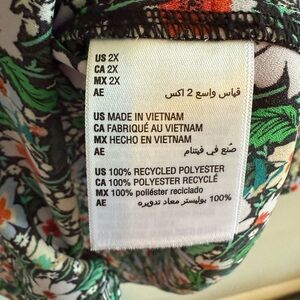 US 2X
CA 2X
MX 2X
AE قياس واسع 2 اكس
US MADE IN VIETNAM
CA FABRIQUÉ AU VIETNAM
MX HECHO EN VIETNAM
AE صنع في فيتنام
US 100% RECYCLED POLYESTER
CA 100% POLYESTER RECYCLÉ
MX 100% poliéster reciclado
AE 100% بوليستر معاد تدويره